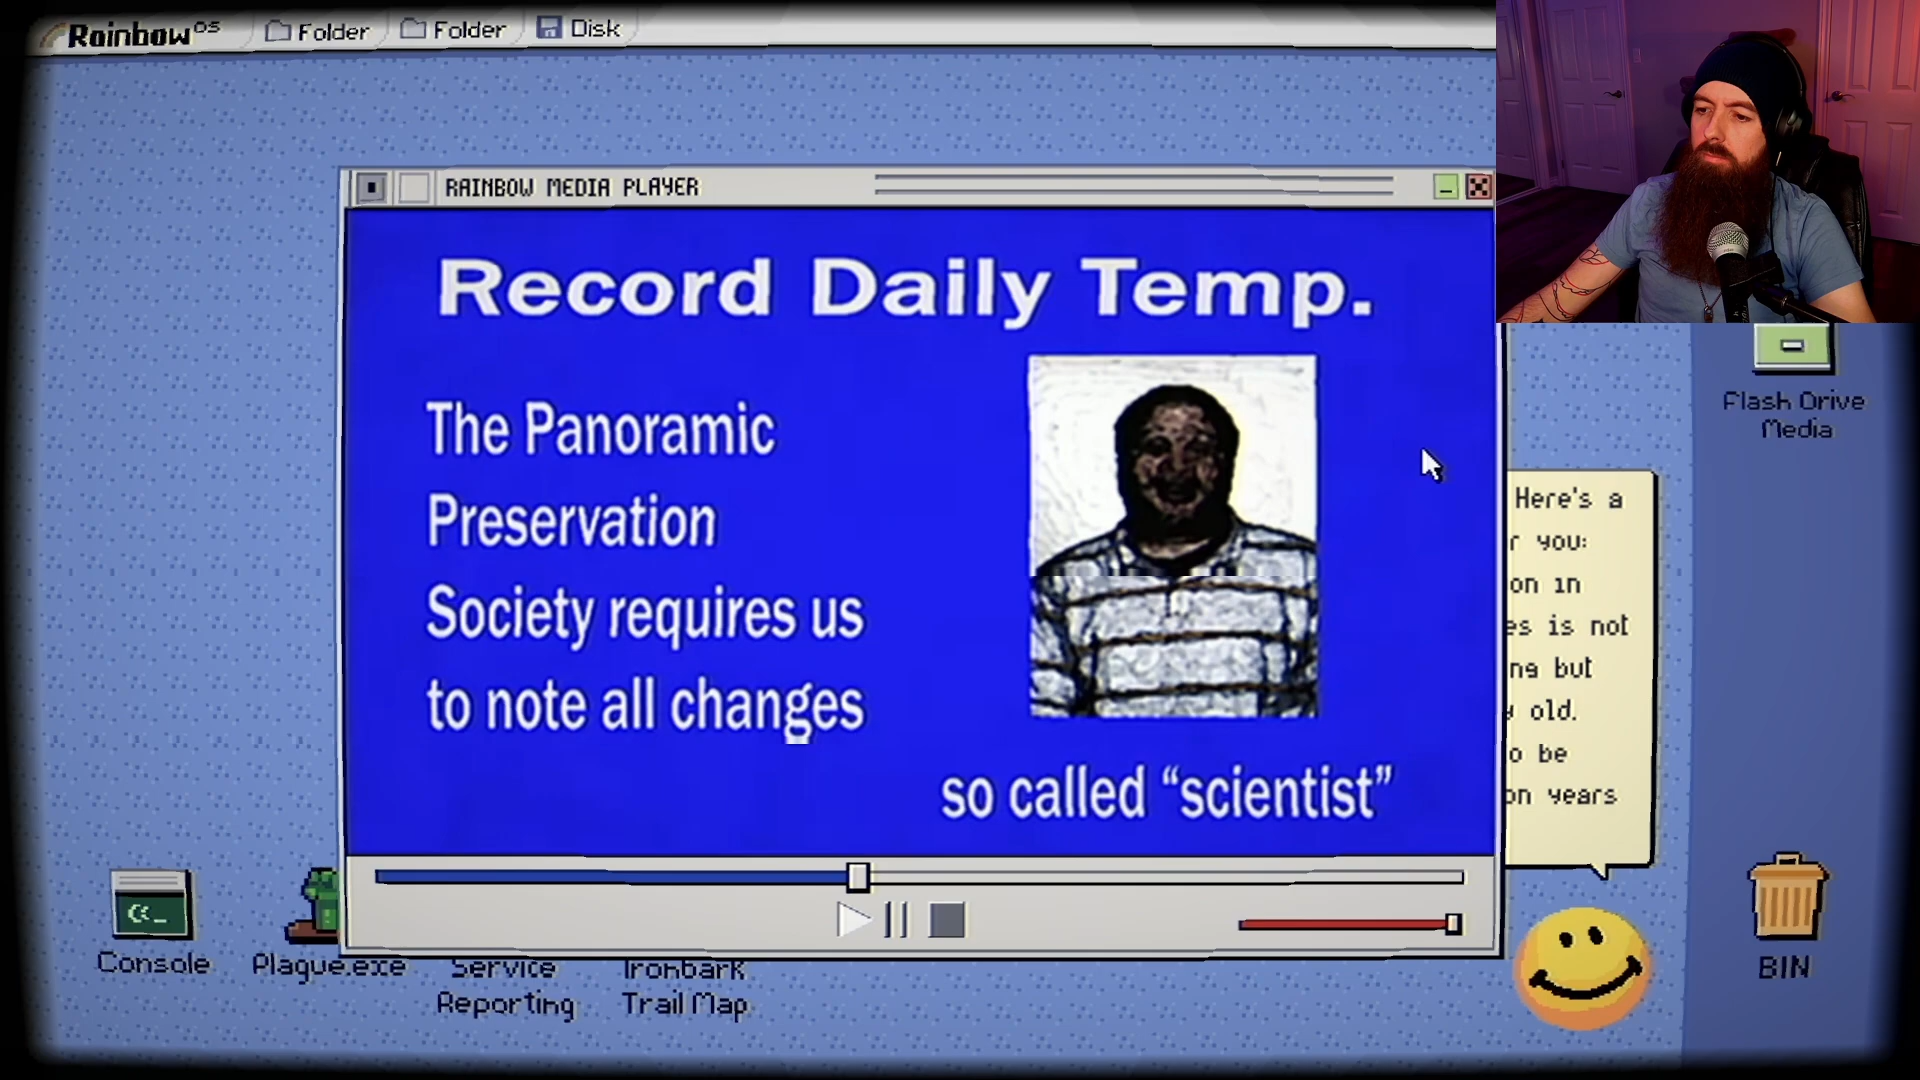 Rainbow OS
Folder
Folder
Disk
RAINBOW MEDIA PLAYER
Record Daily Temp.
The Panoramic
Preservation
Society requires us
to note all changes
so called “scientist”
Flash Drive
Media
Here's a
you:
on in
is not
but
old.
be
years
Console
Plague.exe
Service
Reporting
Ironbark
Trail Map
BIN